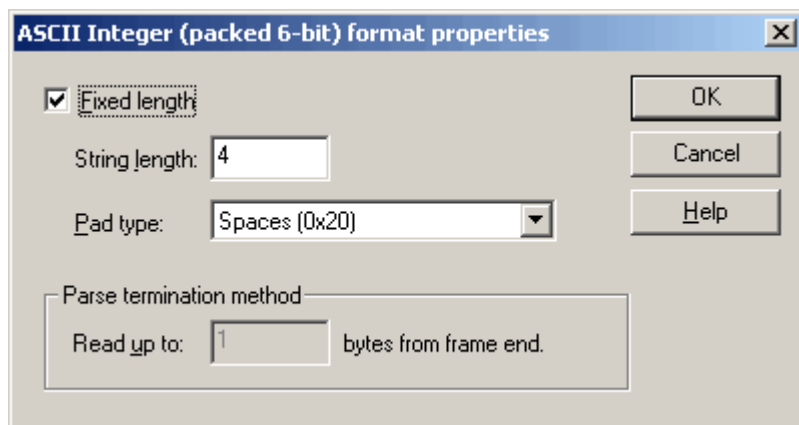 ASCII Integer (packed 6-bit) format properties
Fixed length
OK
String length: 4
Cancel
Pad type: Spaces (0x20)
Help
Parse termination method
Read up to: 1 bytes from frame end.